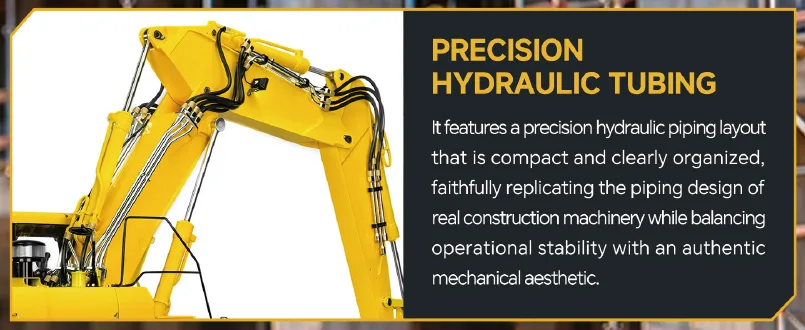 PRECISION
HYDRAULIC TUBING
It features a precision hydraulic piping layout
that is compact and clearly organized,
faithfully replicating the piping design of
real construction machinery while balancing
operational stability with an authentic
mechanical aesthetic.